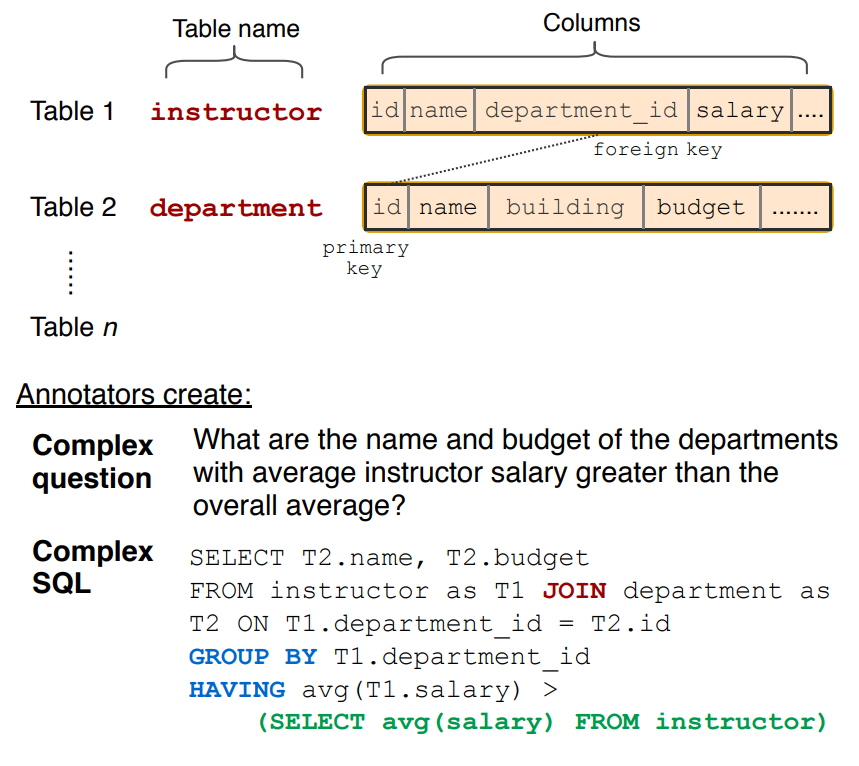 Table name
Columns
Table 1 instructor id name department_id salary ....
foreign key
Table 2 department id name building budget .......
primary
key
Table n
Annotators create:
Complex question
What are the name and budget of the departments
with average instructor salary greater than the
overall average?
Complex SQL
SELECT T2.name, T2.budget
FROM instructor as T1 JOIN department as
T2 ON T1.department_id = T2.id
GROUP BY T1.department_id
HAVING avg(T1.salary) >
(SELECT avg(salary) FROM instructor)